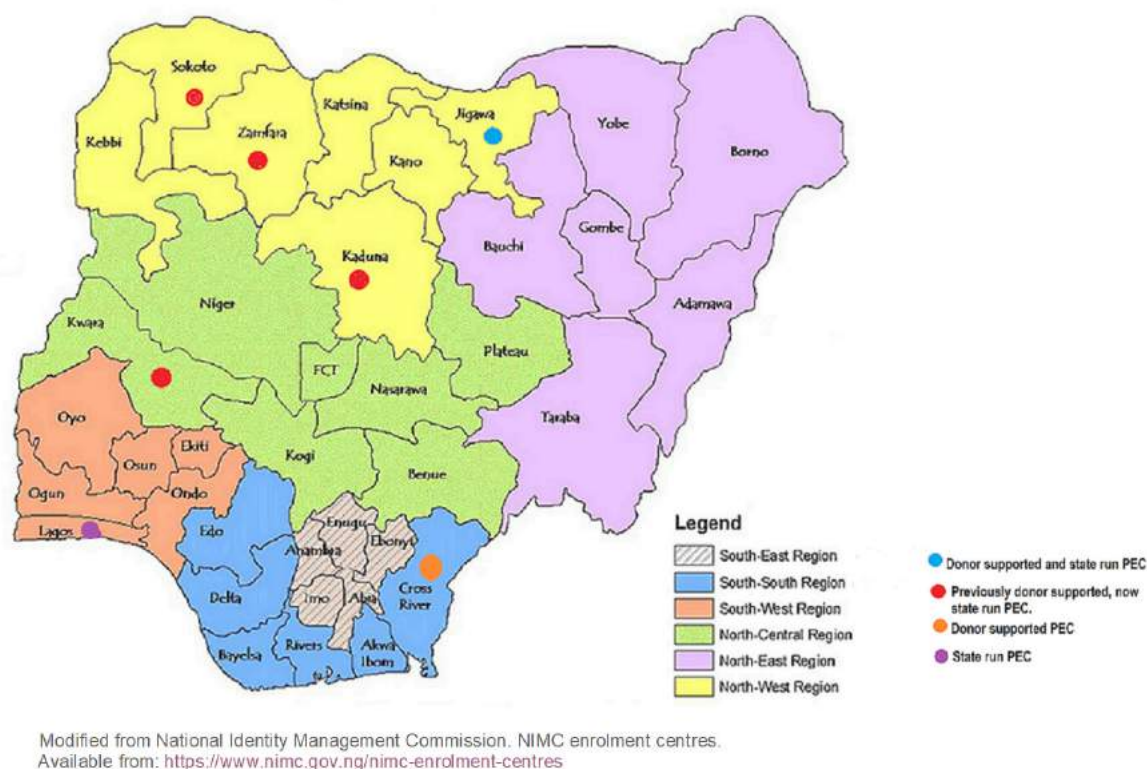 Sokoto
Katsina
Jigawa
Yobe
Borno
Kebbi
Zamfara
Kano
Gombe
Bauchi
Kaduna
Adamawa
Niger
Kwara
Plateau
FCT
Nasarawa
Taraba
Oyo
Ekiti
Osun
Kogi
Benue
Ogun
Ondo
Lagos
Edo
Enugu
Anambra
Ebonyi
Delta
Imo
Abia
Cross
River
Bayelsa
Rivers
Akwa
Ibom
Legend
South-East Region
South-South Region
South-West Region
North-Central Region
North-East Region
North-West Region
Donor supported and state run PEC
Previously donor supported, now
state run PEC.
Donor supported PEC
State run PEC
Modified from National Identity Management Commission. NIMC enrolment centres.
Available from: https://www.nimc.gov.ng/nimc-enrolment-centres